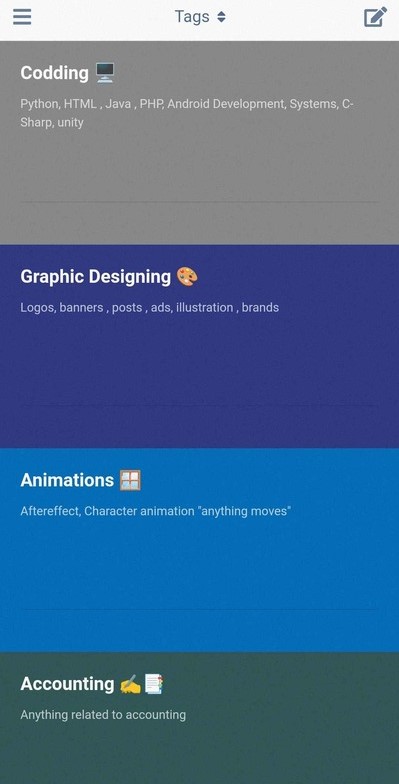 Tags
Codding 🖥️
Python, HTML , Java , PHP, Android Development, Systems, C-
Sharp, unity
Graphic Designing 🎨
Logos, banners , posts , ads, illustration , brands
Animations 🪟
Aftereffect, Character animation "anything moves"
Accounting ✍️📑
Anything related to accounting